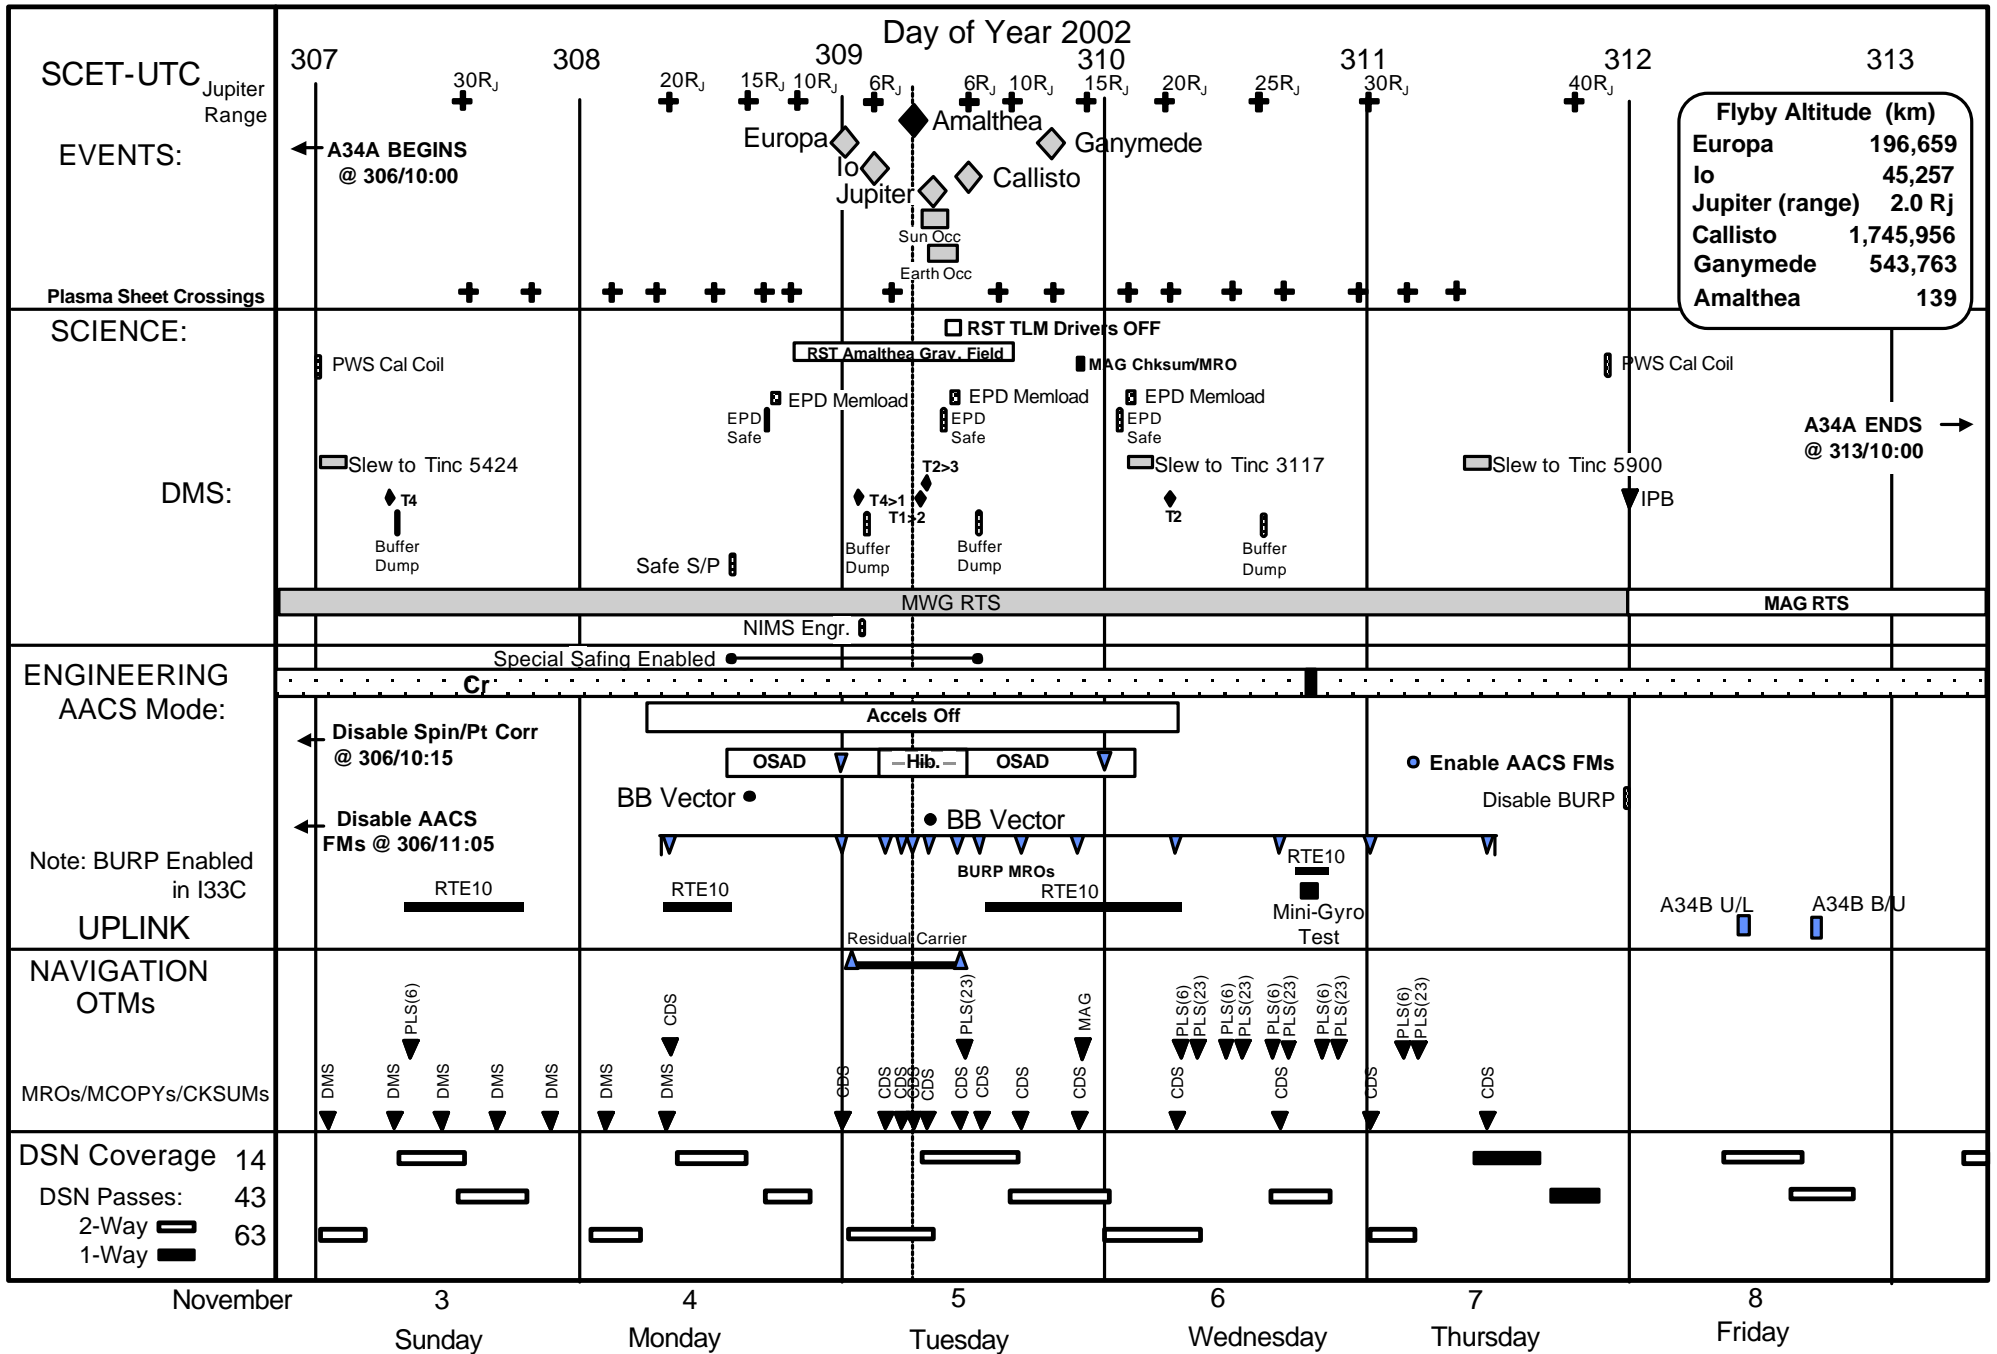 Day of Year 2002
307 308 309 310 311 312 313
SCET-UTC Jupiter
Range
30RJ 20RJ 15RJ 10RJ 6RJ 6RJ 10RJ 15RJ 20RJ 25RJ 30RJ 40RJ
EVENTS:
A34A BEGINS
@ 306/10:00
Europa
Amalthea
Ganymede
Io
Callisto
Jupiter
Sun Occ
Earth Occ
Flyby Altitude (km)
Europa 196,659
Io 45,257
Jupiter (range) 2.0 Rj
Callisto 1,745,956
Ganymede 543,763
Amalthea 139
Plasma Sheet Crossings
SCIENCE:
RST TLM Drivers OFF
RST Amalthea Grav. Field
PWS Cal Coil
MAG Chksum/MRO
PWS Cal Coil
EPD Memload
EPD Memload
EPD Memload
EPD
Safe
EPD
Safe
EPD
Safe
A34A ENDS
@ 313/10:00
Slew to Tinc 5424
Slew to Tinc 3117
Slew to Tinc 5900
DMS:
T4
T4>1
T2>3
T1>2
T2
IPB
Buffer
Dump
Buffer
Dump
Buffer
Dump
Buffer
Dump
Safe S/P
MWG RTS
MAG RTS
NIMS Engr.
Special Safing Enabled
ENGINEERING
AACS Mode:
Cr
Accels Off
Disable Spin/Pt Corr
@ 306/10:15
OSAD
Hib.
OSAD
Enable AACS FMs
BB Vector
Disable BURP
Disable AACS
FMs @ 306/11:05
BB Vector
Note: BURP Enabled
in I33C
BURP MROs
RTE10
RTE10
RTE10
RTE10
Mini-Gyro
Test
A34B U/L
A34B B/U
UPLINK
Residual Carrier
NAVIGATION
OTMs
PLS(6)
CDS
PLS(23)
MAG
PLS(6)
PLS(23)
PLS(6)
PLS(23)
PLS(6)
PLS(23)
PLS(6)
PLS(23)
PLS(6)
PLS(23)
MROs/MCOPYs/CKSUMs
DMS
DMS
DMS
DMS
DMS
DMS
DMS
CDS
CDS
CDS
CDS
CDS
CDS
CDS
CDS
CDS
CDS
CDS
CDS
CDS
DSN Coverage 14
DSN Passes: 43
2-Way
63
1-Way
November 3 4 5 6 7 8
Sunday Monday Tuesday Wednesday Thursday Friday